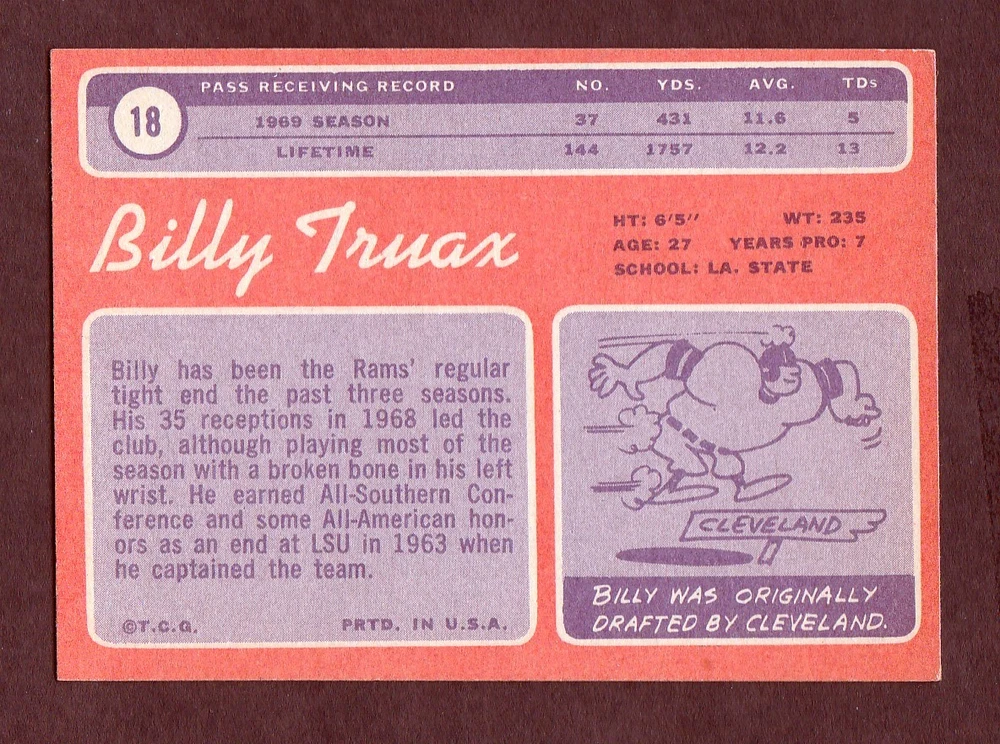 PASS RECEIVING RECORD NO. YDS. AVG. TDs
18
1969 SEASON 37 431 11.6 5
LIFETIME 144 1757 12.2 13
Billy Truax
HT: 6'5'' WT: 235
AGE: 27 YEARS PRO: 7
SCHOOL: LA. STATE
Billy has been the Rams' regular
tight end the past three seasons.
His 35 receptions in 1968 led the
club, although playing most of the
season with a broken bone in his left
wrist. He earned All-Southern Con-
ference and some All-American hon-
ors as an end at LSU in 1963 when
he captained the team.
©T.C.G. PRTD. IN U.S.A.
CLEVELAND
BILLY WAS ORIGINALLY
DRAFTED BY CLEVELAND.